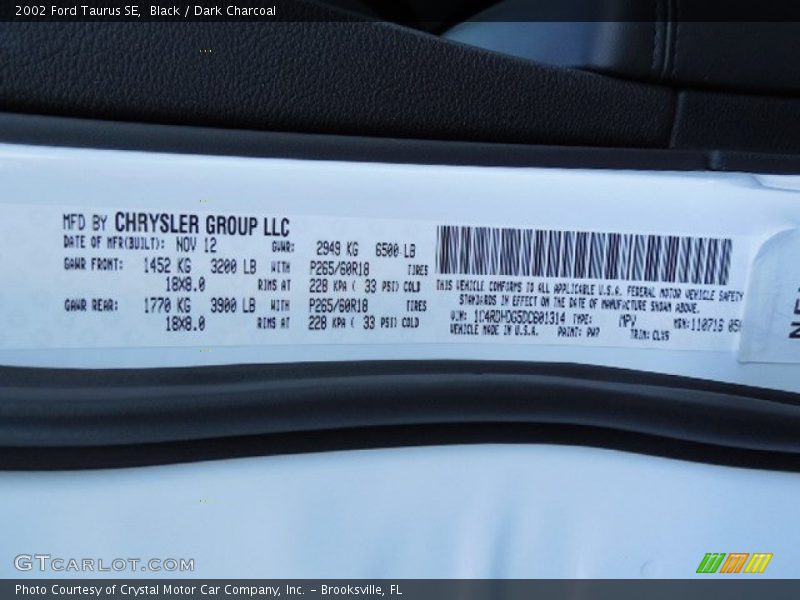 2002 Ford Taurus SE, Black / Dark Charcoal
MFD BY CHRYSLER GROUP LLC
DATE OF MFR(BUILT): NOV 12 GVWR: 2949 KG 6500 LB
GAWR FRONT: 1452 KG 3200 LB WITH P265/60R18 TIRES
18X8.0 RIMS AT 228 KPA ( 33 PSI) COLD
GAWR REAR: 1770 KG 3900 LB WITH P265/60R18 TIRES
18X8.0 RIMS AT 228 KPA ( 33 PSI) COLD
THIS VEHICLE CONFORMS TO ALL APPLICABLE U.S.A. FEDERAL MOTOR VEHICLE SAFETY
STANDARDS IN EFFECT ON THE DATE OF MANUFACTURE SHOWN ABOVE.
VIN: 1C4RDHDG5DC601314 TYPE: MPV MDH:110716
VEHICLE MADE IN U.S.A. PAINT: PW7 TRIM:
GTCARLOT.COM
Photo Courtesy of Crystal Motor Car Company, Inc. – Brooksville, FL